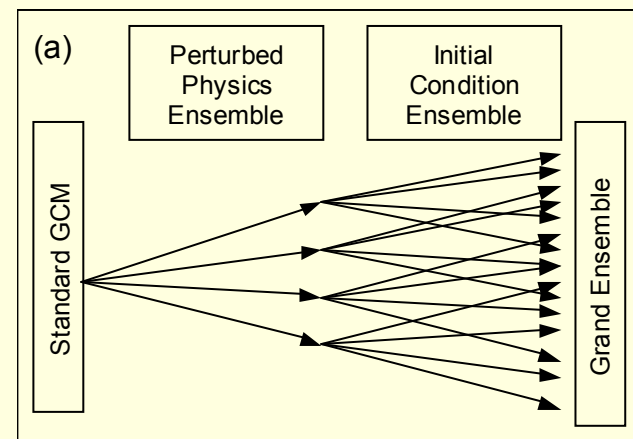 (a)
Perturbed
Physics
Ensemble
Initial
Condition
Ensemble
Standard GCM
Grand Ensemble